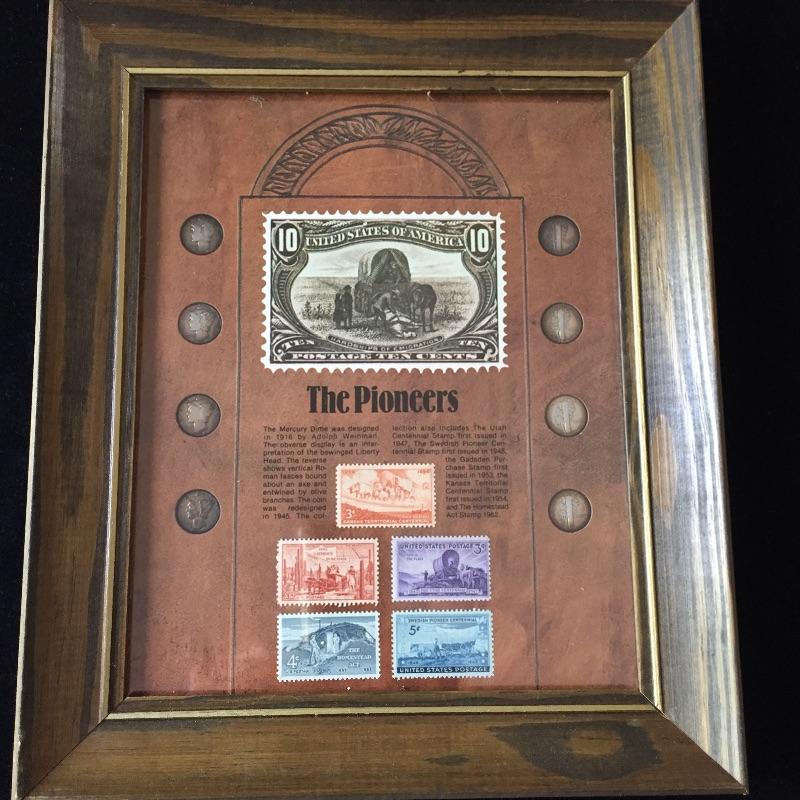 10 UNITED STATES OF AMERICA 10
HARDSHIPS OF EMIGRATION
TEN TEN
POSTAGE TEN CENTS
The Pioneers
The Mercury Dime was designed
in 1916 by Adolph Weinman.
The obverse display is an inter-
pretation of the bewinged Liberty
Head. The reverse
shows vertical Ro-
man fasces bound
about an axe and
entwined by olive
branches. The coin
was redesigned
in 1945. The col-
lection also includes The Utah
Centennial Stamp first issued in
1947, The Swedish Pioneer Cen-
tennial Stamp first issued in 1948,
the Gadsden Pur-
chase Stamp first
issued in 1953, the
Kansas Territorial
Centennial Stamp
first issued in 1954,
and The Homestead
Act Stamp 1962.
3¢
KANSAS TERRITORIAL CENTENNIAL
POSTAGE
UNITED STATES POSTAGE 3¢
4¢
THE
HOMESTEAD
ACT
SWEDISH PIONEER CENTENNIAL
5¢
UNITED STATES POSTAGE